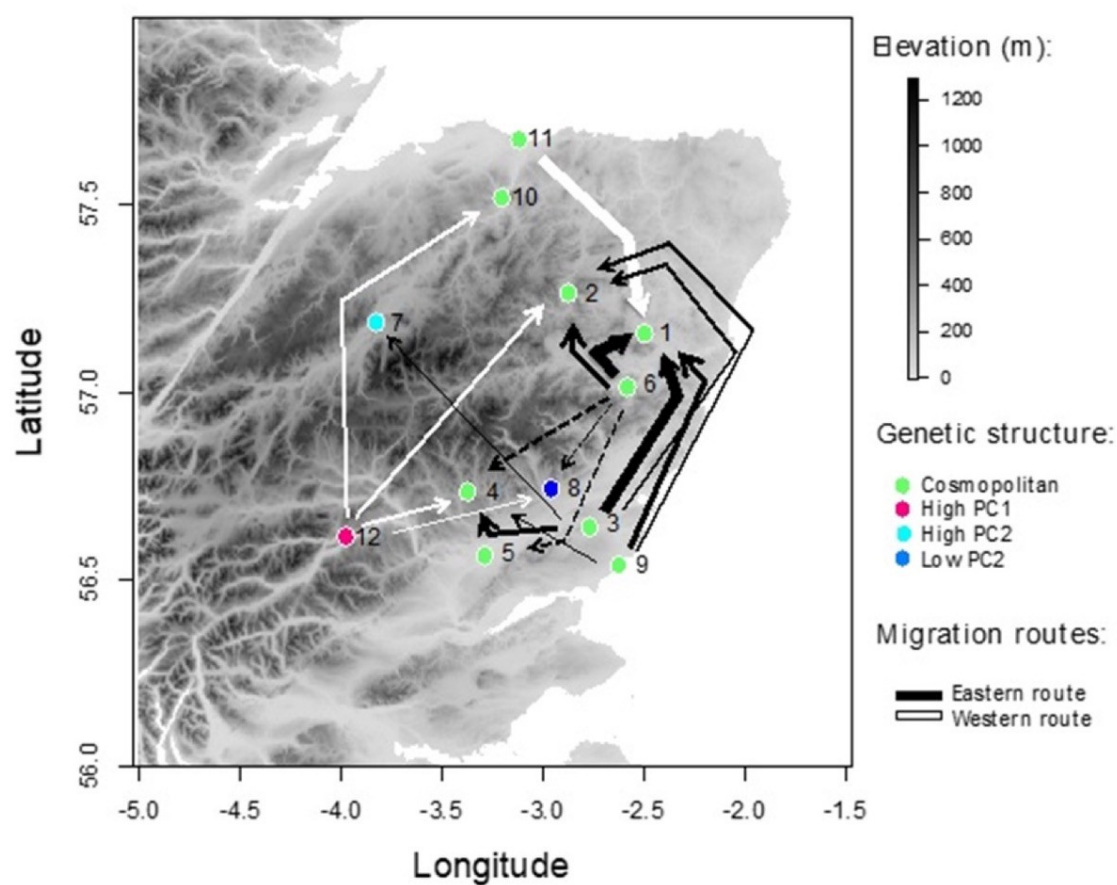 Elevation (m):
1200
1000
800
600
400
200
0
Genetic structure:
Cosmopolitan
High PC1
High PC2
Low PC2
Migration routes:
Eastern route
Western route
Latitude
57.5
57.0
56.5
56.0
11
10
2
7
1
6
4
8
3
12
5
9
-5.0 -4.5 -4.0 -3.5 -3.0 -2.5 -2.0 -1.5
Longitude